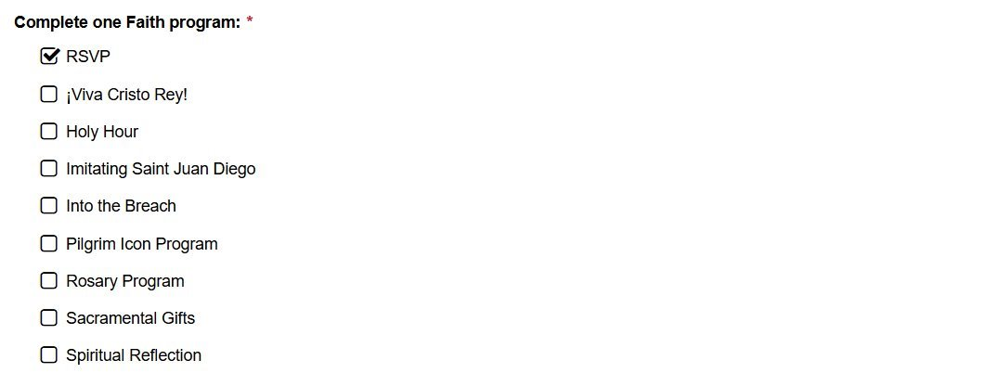 Complete one Faith program: *
RSVP
¡Viva Cristo Rey!
Holy Hour
Imitating Saint Juan Diego
Into the Breach
Pilgrim Icon Program
Rosary Program
Sacramental Gifts
Spiritual Reflection